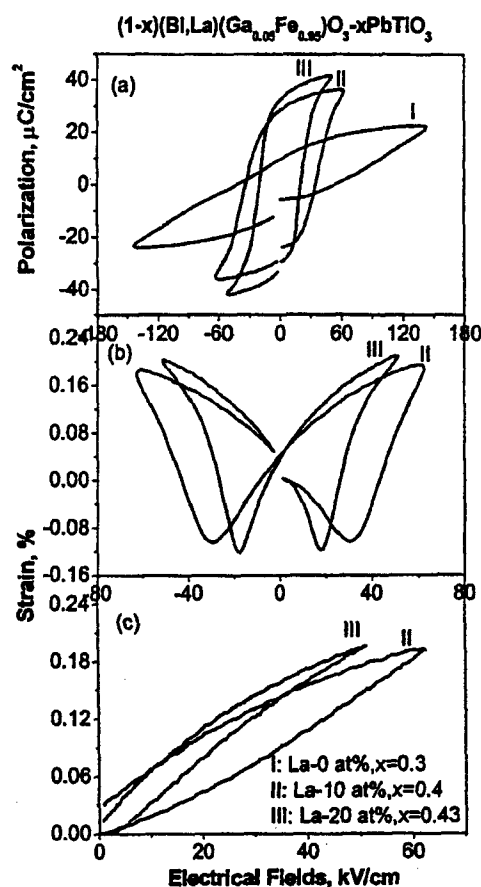 (1-x)(Bi,La)(Ga0.05Fe0.95)O3-xPbTiO3
(a)
III
II
I
Polarization, μC/cm2
40
20
0
-20
-40
-180 -120 -60 0 60 120 180
(b)
III
II
0.24
0.16
0.08
0.00
-0.08
-0.16
-80 -40 0 40 80
Strain, %
(c)
III
II
0.24
0.18
0.12
0.06
0.00
I: La-0 at%,x=0.3
II: La-10 at%,x=0.4
III: La-20 at%,x=0.43
0 20 40 60 80
Electrical Fields, kV/cm